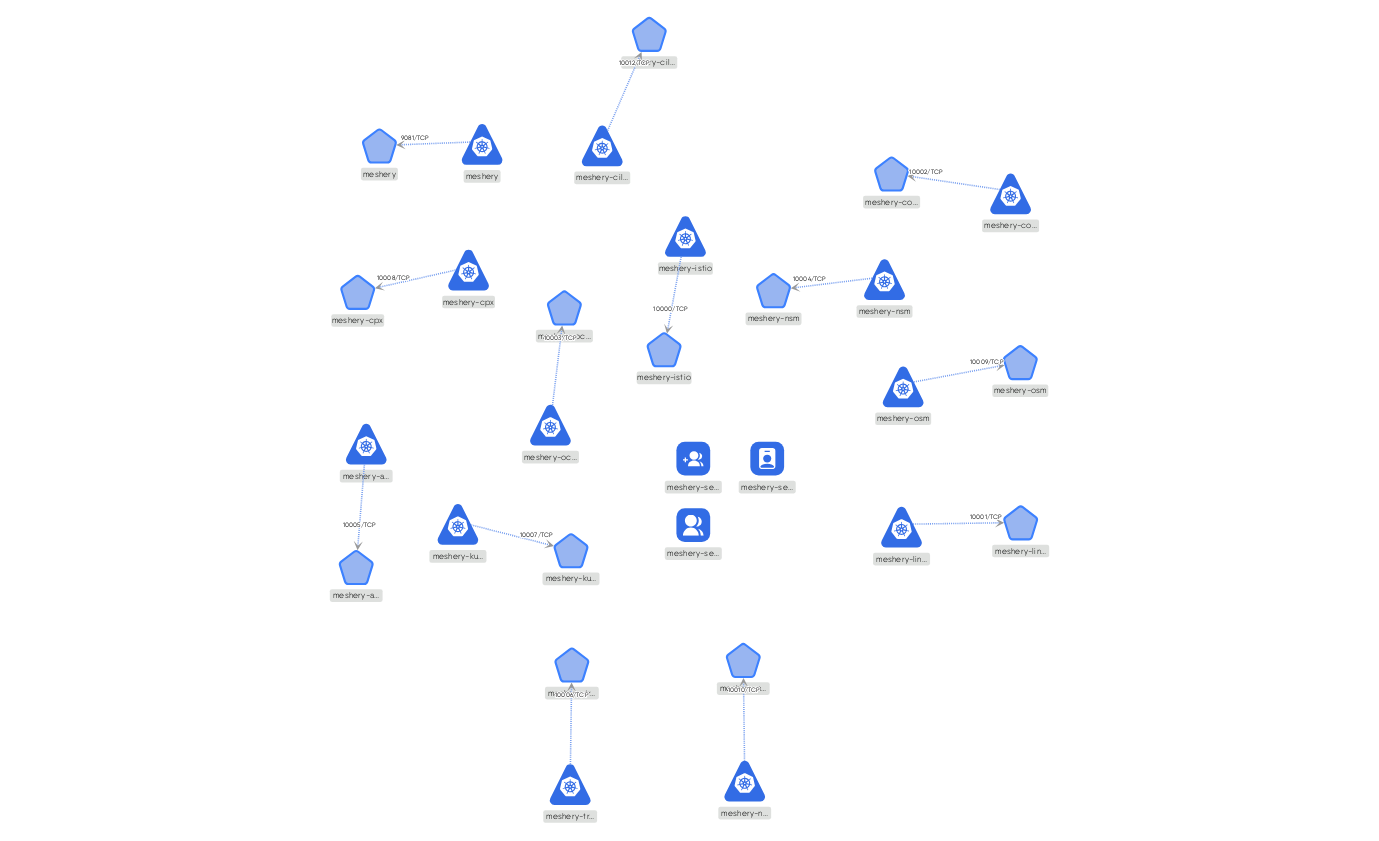 10012/TCP
meshery-cil...
9081/TCP
meshery
meshery
10002/TCP
meshery-co...
meshery-co...
meshery-istio
10008/TCP
meshery-cpx
meshery-cpx
10004/TCP
meshery-nsm
meshery-nsm
10000/TCP
meshery-istio
10003/TCP
meshery-oc...
10009/TCP
meshery-osm
meshery-osm
meshery-a...
10005/TCP
meshery-a...
meshery-se...
meshery-se...
meshery-se...
10007/TCP
meshery-ku...
meshery-ku...
10001/TCP
meshery-lin...
meshery-lin...
10006/TCP
meshery-tr...
10010/TCP
meshery-n...